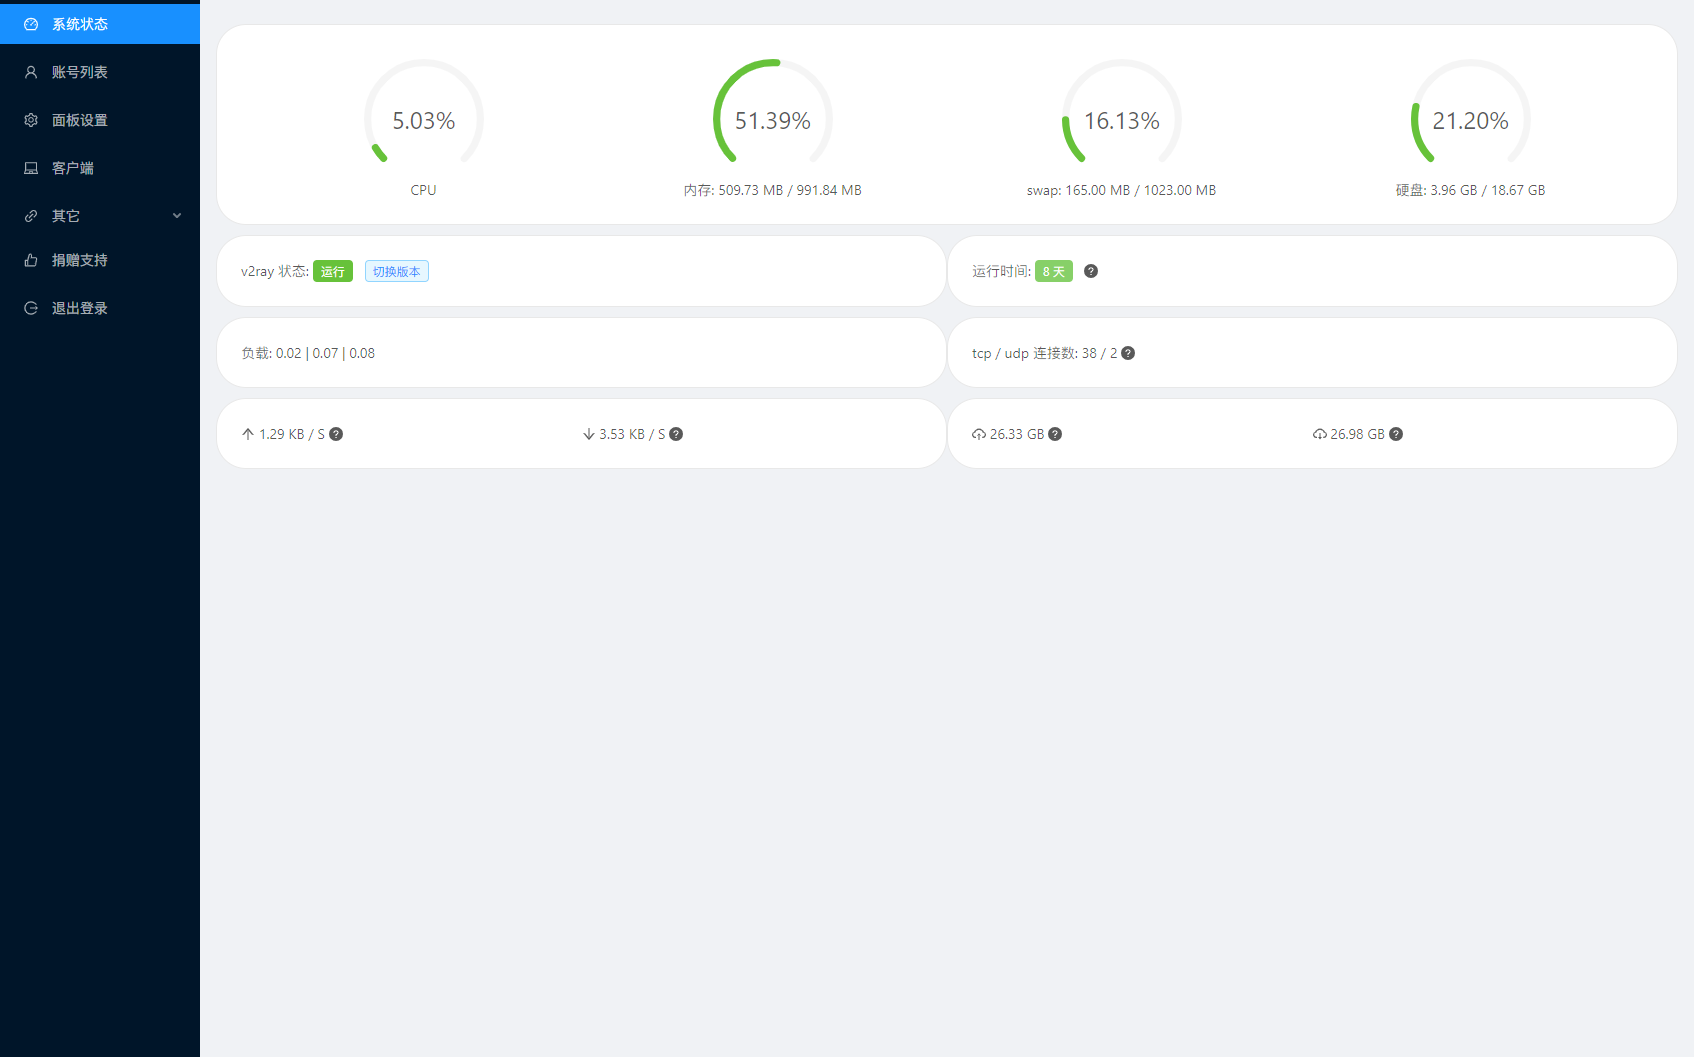 系统状态
账号列表
面板设置
客户端
其它
捐赠支持
退出登录
5.03%
CPU
51.39%
内存: 509.73 MB / 991.84 MB
16.13%
swap: 165.00 MB / 1023.00 MB
21.20%
硬盘: 3.96 GB / 18.67 GB
v2ray 状态: 运行 切换版本
运行时间: 8 天 ?
负载: 0.02 | 0.07 | 0.08
tcp / udp 连接数: 38 / 2 ?
1.29 KB / S ?
3.53 KB / S ?
26.33 GB ?
26.98 GB ?